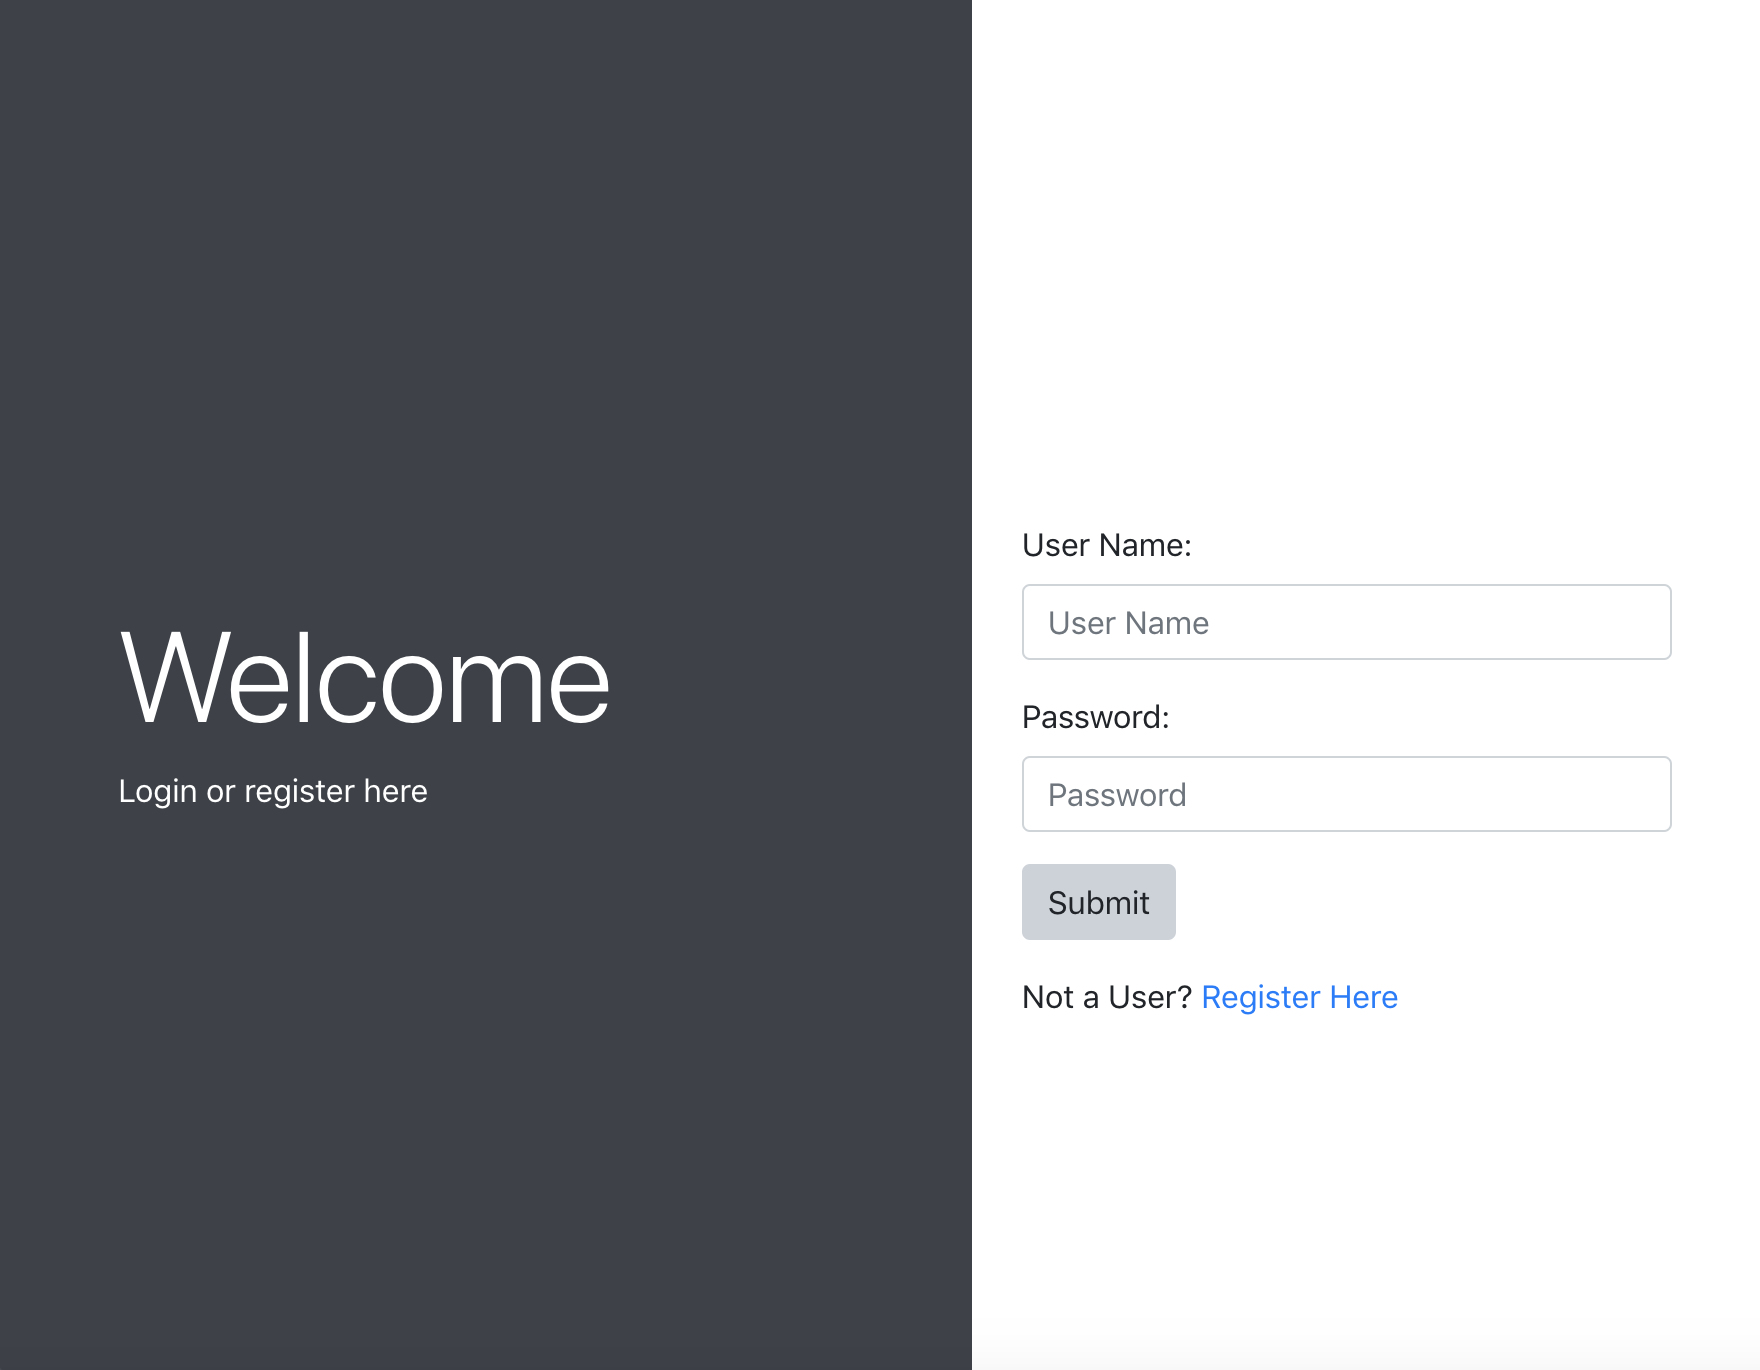 Welcome
Login or register here
User Name:
User Name
Password:
Password
Submit
Not a User? Register Here